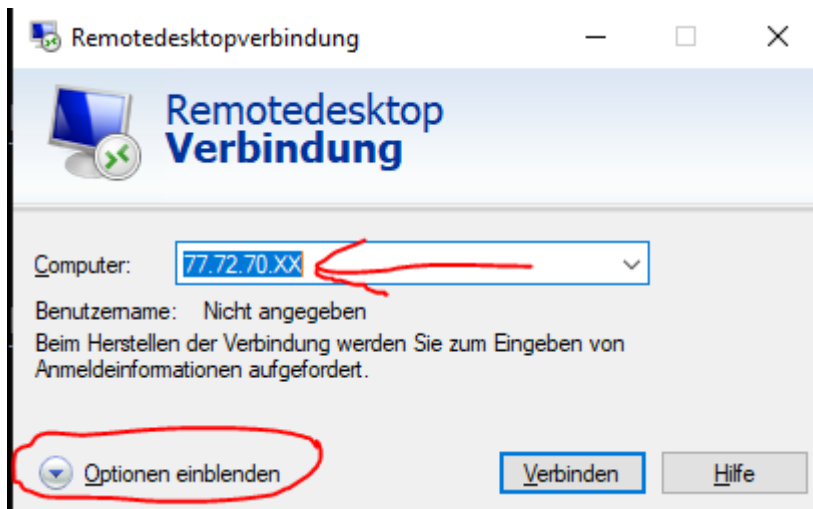 Remotedesktopverbindung
Remotedesktop
Verbindung
Computer: 77.72.70.XX
Benutzername: Nicht angegeben
Beim Herstellen der Verbindung werden Sie zum Eingeben von
Anmeldeinformationen aufgefordert.
Optionen einblenden Verbinden Hilfe